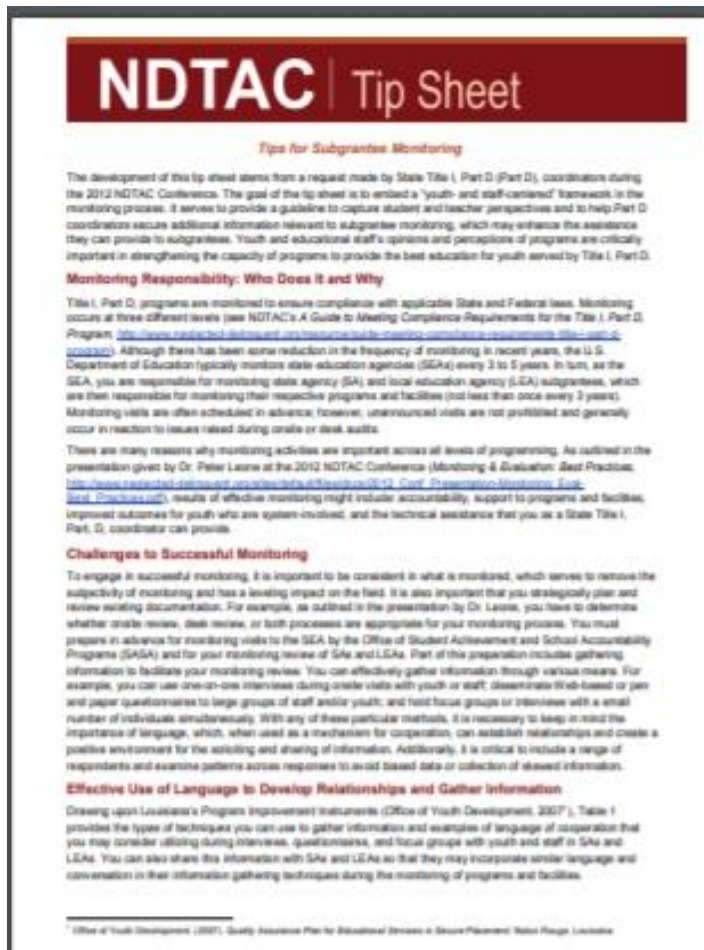 NDTAC | Tip Sheet
Tips for Subgrantee Monitoring
The development of this tip sheet stems from a request made by State Title I, Part D (Part D), coordinators during
the 2012 NDTAC Conference. The goal of the tip sheet is to embed a "youth- and staff-centered" framework in the
monitoring process. It serves to provide a guideline to capture student and teacher perspectives and to help Part D
coordinators secure additional information relevant to subgrantee monitoring, which may enhance the assistance
they can provide to subgrantees. Youth and educational staff's opinions and perceptions of programs are critically
important in strengthening the capacity of programs to provide the best education for youth served by Title I, Part D.
Monitoring Responsibility: Who Does It and Why
Title I, Part D, programs are monitored to ensure compliance with applicable State and Federal laws. Monitoring
occurs at three different levels (see NDTAC's A Guide to Meeting Compliance Requirements for the Title I, Part D,
Program, http://www.neglected-delinquent.org/resource/guide-meeting-compliance-requirements-title-i-part-d-
program). Although there has been some reduction in the frequency of monitoring in recent years, the U.S.
Department of Education typically monitors state education agencies (SEAs) every 3 to 5 years. In turn, as the
SEA, you are responsible for monitoring state agency (SA) and local education agency (LEA) subgrantees, which
are then responsible for monitoring their respective programs and facilities (not less than once every 3 years).
Monitoring visits are often scheduled in advance; however, unannounced visits are not prohibited and generally
occur in reaction to issues raised during onsite or desk audits.
There are many reasons why monitoring activities are important across all levels of programming. As outlined in the
presentation given by Dr. Peter Leone at the 2012 NDTAC Conference (Monitoring & Evaluation: Best Practices,
results of effective monitoring might include: accountability, support to programs and facilities,
improved outcomes for youth who are system-involved, and the technical assistance that you as a State Title I,
Part, D, coordinator can provide.
Challenges to Successful Monitoring
To engage in successful monitoring, it is important to be consistent in what is monitored, which serves to remove the
subjectivity of monitoring and has a leveling impact on the field. It is also important that you strategically plan and
review existing documentation. For example, as outlined in the presentation by Dr. Leone, you have to determine
whether onsite review, desk review, or both processes are appropriate for your monitoring process. You must
prepare in advance for monitoring visits to the SEA by the Office of Student Achievement and School Accountability
Programs (SASA) and for your monitoring review of SAs and LEAs. Part of this preparation includes gathering
information to facilitate your monitoring review. You can effectively gather information through various means. For
example, you can use one-on-one interviews during onsite visits with youth or staff; disseminate Web-based or pen
and paper questionnaires to large groups of staff and/or youth; and hold focus groups or interviews with a small
number of individuals simultaneously. With any of these particular methods, it is necessary to keep in mind the
importance of language, which, when used as a mechanism for cooperation, can establish relationships and create a
positive environment for the soliciting and sharing of information. Additionally, it is critical to include a range of
respondents and examine patterns across responses to avoid biased data or collection of skewed information.
Effective Use of Language to Develop Relationships and Gather Information
Drawing upon Louisiana's Program Improvement Instruments (Office of Youth Development, 2007¹), Table 1
provides the types of techniques you can use to gather information and examples of language of cooperation that
you may consider utilizing during interviews, questionnaires, and focus groups with youth and staff in SAs and
LEAs. You can also share this information with SAs and LEAs so that they may incorporate similar language and
conversation in their information gathering techniques during the monitoring of programs and facilities.
¹ Office of Youth Development. (2007). Quality Assurance Plan for Educational Services in Secure Placement. Baton Rouge, Louisiana.